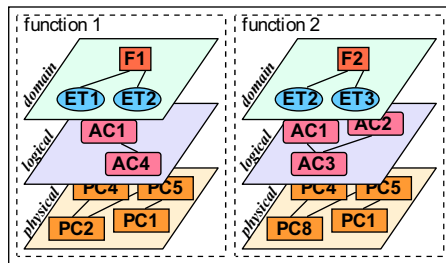 function 1
F1
ET1 ET2
domain
AC1
AC4
logical
PC4 PC5
PC2 PC1
physical
function 2
F2
ET2 ET3
domain
AC1 AC2
AC3
logical
PC4 PC5
PC8 PC1
physical